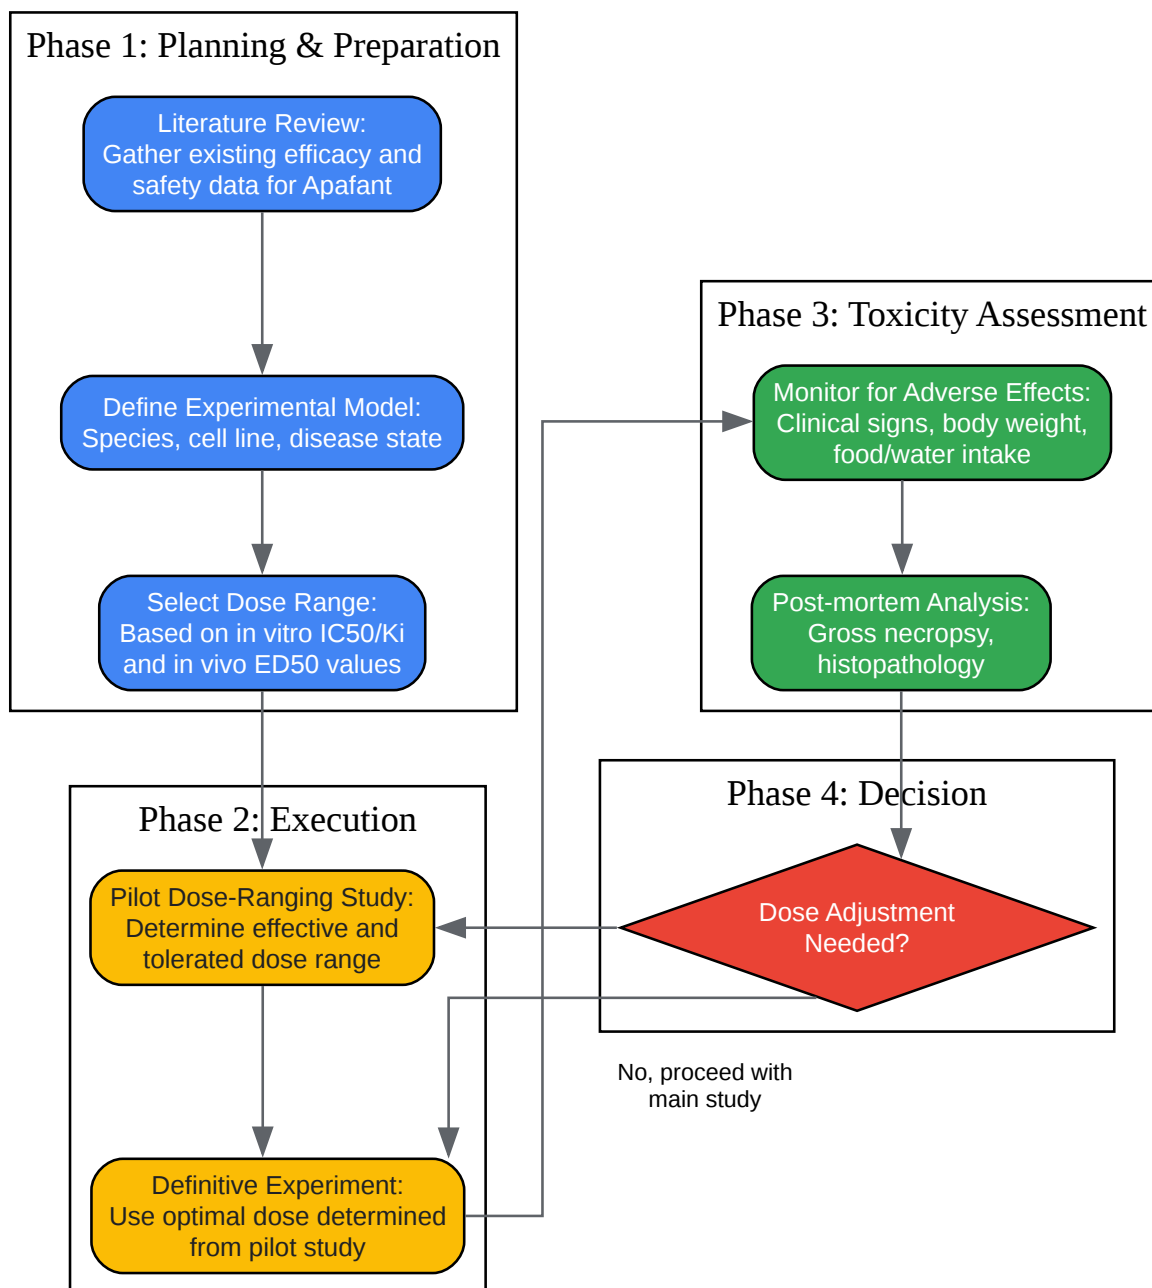 Phase 1: Planning & Preparation
Literature Review:
Gather existing efficacy and
safety data for Apafant
Define Experimental Model:
Species, cell line, disease state
Select Dose Range:
Based on in vitro IC50/Ki
and in vivo ED50 values
Phase 2: Execution
Pilot Dose-Ranging Study:
Determine effective and
tolerated dose range
Definitive Experiment:
Use optimal dose determined
from pilot study
Phase 3: Toxicity Assessment
Monitor for Adverse Effects:
Clinical signs, body weight,
food/water intake
Post-mortem Analysis:
Gross necropsy,
histopathology
Phase 4: Decision
Dose Adjustment
Needed?
No, proceed with
main study